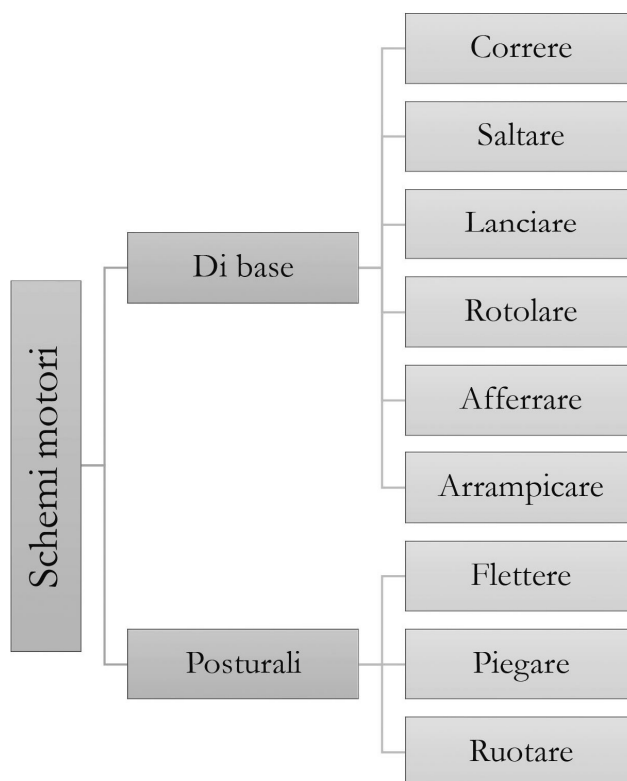 Schemi motori
Di base
Correre
Saltare
Lanciare
Rotolare
Afferrare
Arrampicare
Posturali
Flettere
Piegare
Ruotare